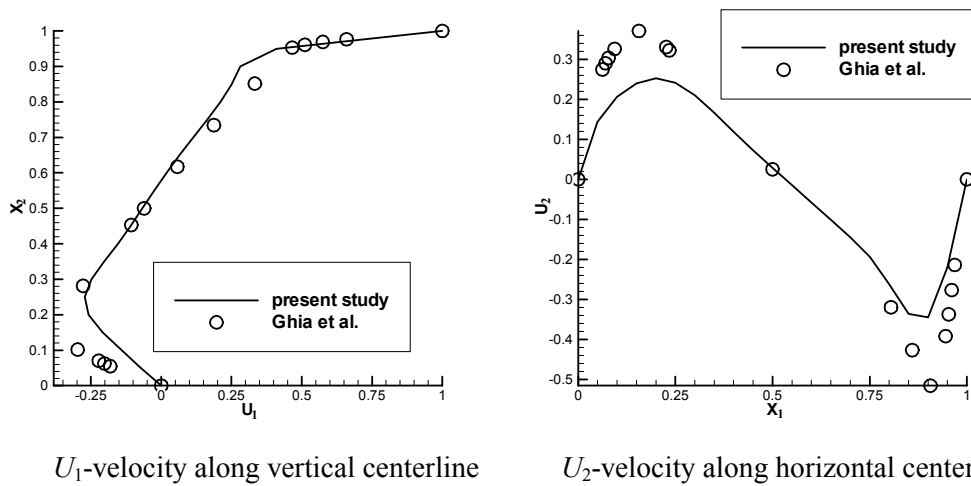 1
0.9
0.8
0.7
0.6
0.5
0.4
0.3
0.2
0.1
0
X2
-0.25 0 0.25 0.5 0.75 1
U1
present study
Ghia et al.
U1-velocity along vertical centerline
0.3
0.2
0.1
0
-0.1
-0.2
-0.3
-0.4
-0.5
U2
0 0.25 0.5 0.75 1
X1
present study
Ghia et al.
U2-velocity along horizontal center